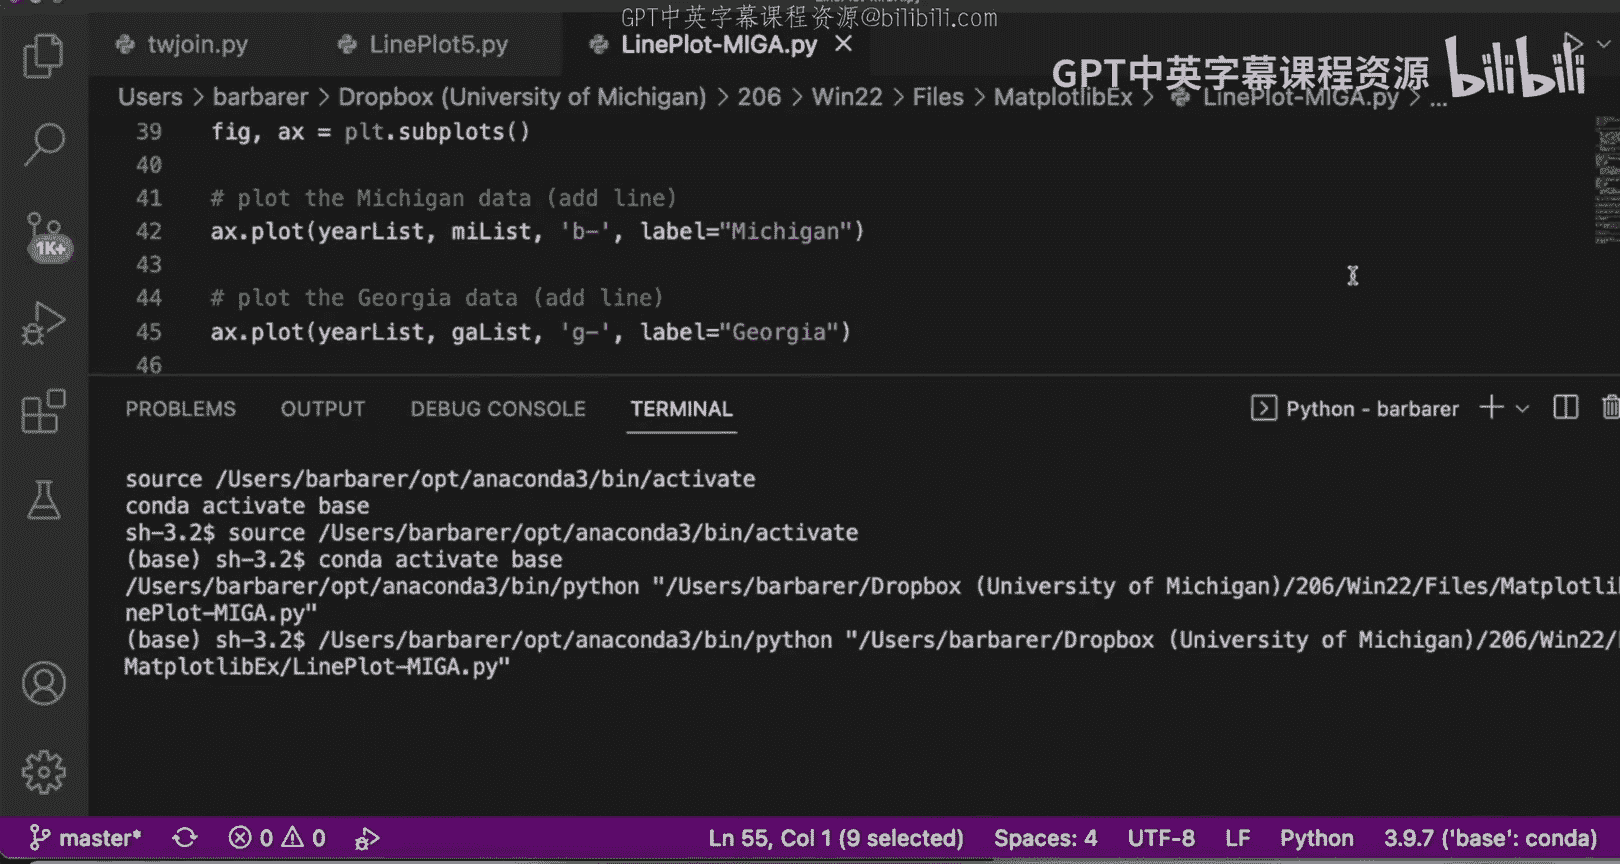 GPT中英字幕课程资源@bilibili.com
twjoin.py LinePlot5.py LinePlot-MIGA.py
GPT中英字幕课程资源 bilibili
Users > barbarer > Dropbox (University of Michigan) > 206 > Win22 > Files > MatplotlibEx > LinePlot-MIGA.py > ...
39 fig, ax = plt.subplots()
40
41 # plot the Michigan data (add line)
42 ax.plot(yearList, miList, 'b-', label="Michigan")
43
44 # plot the Georgia data (add line)
45 ax.plot(yearList, gaList, 'g-', label="Georgia")
46
1K+
PROBLEMS OUTPUT DEBUG CONSOLE TERMINAL Python - barbarer
source /Users/barbarer/opt/anaconda3/bin/activate
conda activate base
sh-3.2$ source /Users/barbarer/opt/anaconda3/bin/activate
(base) sh-3.2$ conda activate base
/Users/barbarer/opt/anaconda3/bin/python "/Users/barbarer/Dropbox (University of Michigan)/206/Win22/Files/Matplotli
nePlot-MIGA.py"
(base) sh-3.2$ /Users/barbarer/opt/anaconda3/bin/python "/Users/barbarer/Dropbox (University of Michigan)/206/Win22/
MatplotlibEx/LinePlot-MIGA.py"
master* 0 0 Ln 55, Col 1 (9 selected) Spaces: 4 UTF-8 LF Python 3.9.7 ('base': conda)